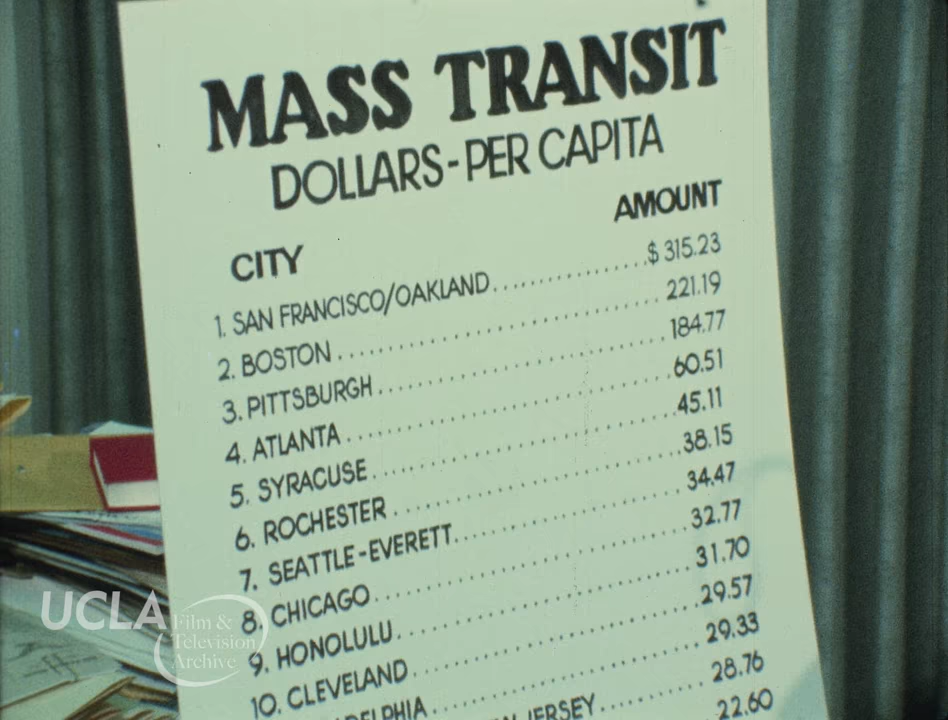 MASS TRANSIT
DOLLARS-PER CAPITA
CITY AMOUNT
1. SAN FRANCISCO/OAKLAND $ 315.23
2. BOSTON 221.19
3. PITTSBURGH 184.77
4. ATLANTA 60.51
5. SYRACUSE 45.11
6. ROCHESTER 38.15
7. SEATTLE-EVERETT 34.47
8. CHICAGO 32.77
9. HONOLULU 31.70
10. CLEVELAND 29.57
29.33
JERSEY 28.76
22.60
UCLA Film &
Television
Archive